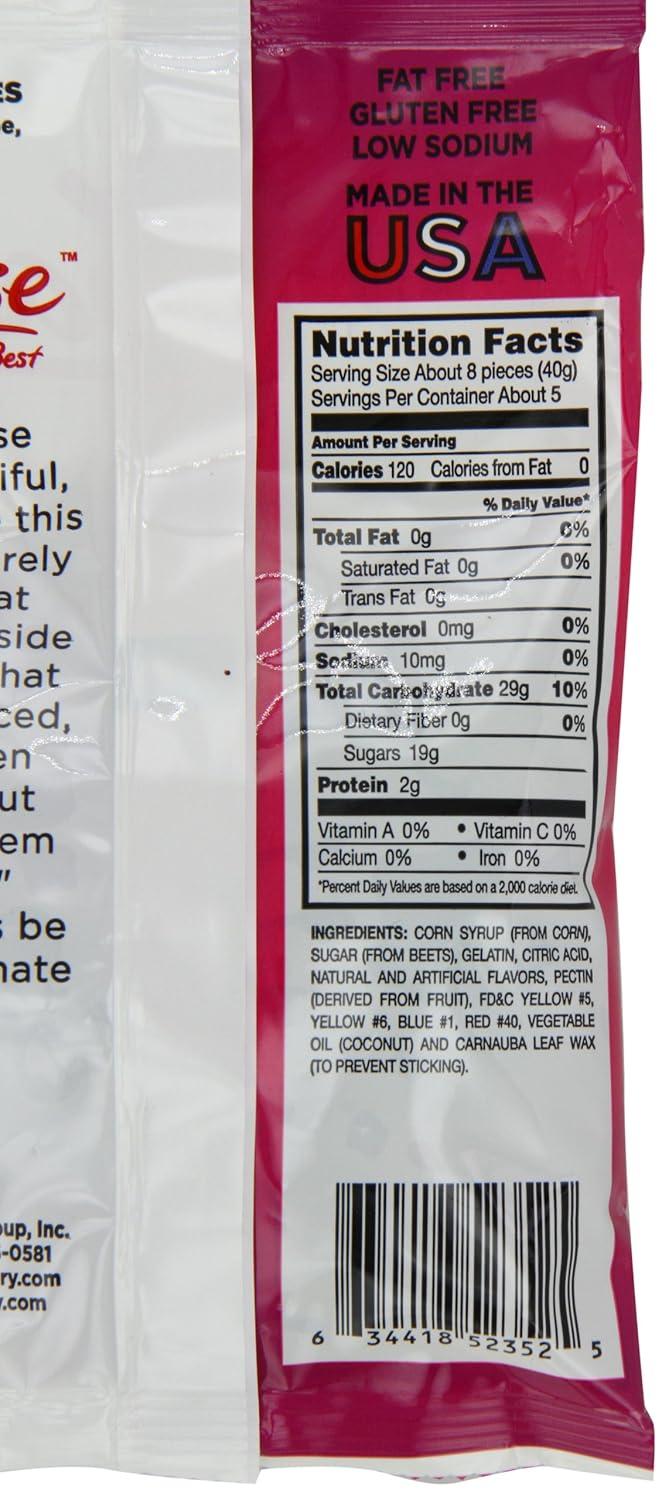 ES
e,
se™
Best
se
iful,
this
rely
at
side
hat
ced,
en
ut
em
"
s be
nate
oup, Inc.
-0581
ry.com
y.com
FAT FREE
GLUTEN FREE
LOW SODIUM
MADE IN THE
USA
Nutrition Facts
Serving Size About 8 pieces (40g)
Servings Per Container About 5
Amount Per Serving
Calories 120 Calories from Fat 0
% Daily Value*
Total Fat 0g 0%
Saturated Fat 0g 0%
Trans Fat 0g
Cholesterol 0mg 0%
Sodium 10mg 0%
Total Carbohydrate 29g 10%
Dietary Fiber 0g 0%
Sugars 19g
Protein 2g
Vitamin A 0% • Vitamin C 0%
Calcium 0% • Iron 0%
*Percent Daily Values are based on a 2,000 calorie diet.
INGREDIENTS: CORN SYRUP (FROM CORN),
SUGAR (FROM BEETS), GELATIN, CITRIC ACID,
NATURAL AND ARTIFICIAL FLAVORS, PECTIN
(DERIVED FROM FRUIT), FD&C YELLOW #5,
YELLOW #6, BLUE #1, RED #40, VEGETABLE
OIL (COCONUT) AND CARNAUBA LEAF WAX
(TO PREVENT STICKING).
6 34418 52352 5